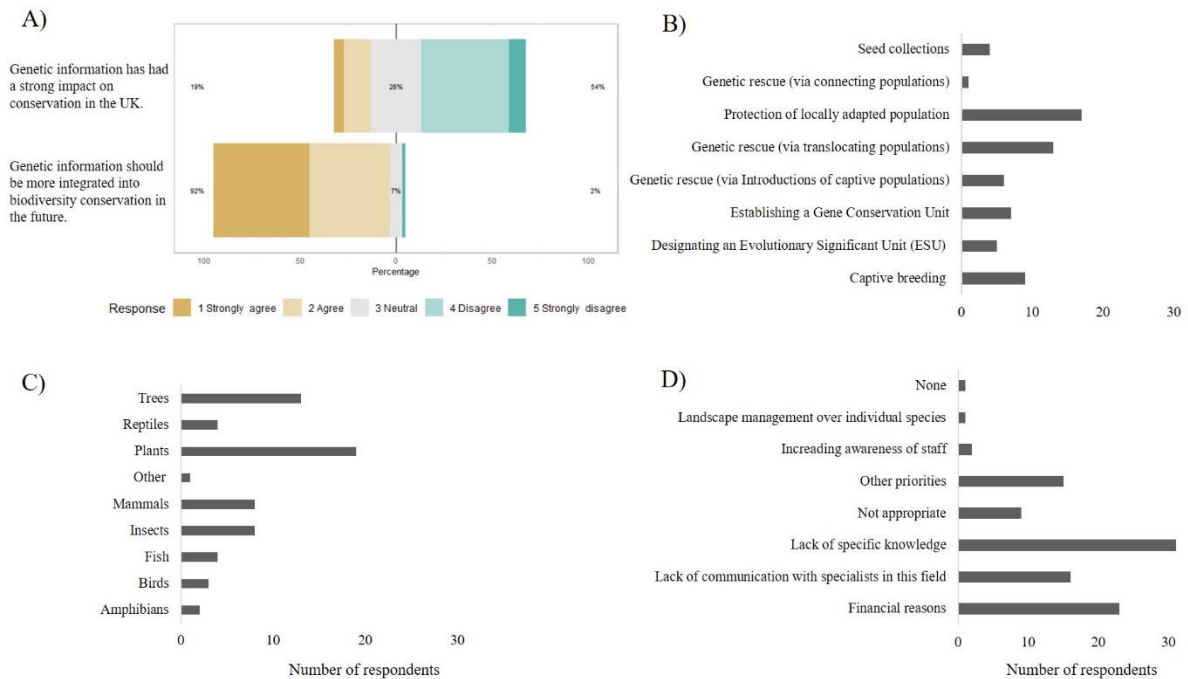 A)
Genetic information has had
a strong impact on
conservation in the UK.
19%
26%
54%
Genetic information should
be more integrated into
biodiversity conservation in
the future.
92%
7%
2%
100 50 0 50 100
Percentage
Response 1 Strongly agree 2 Agree 3 Neutral 4 Disagree 5 Strongly disagree
B)
Seed collections
Genetic rescue (via connecting populations)
Protection of locally adapted population
Genetic rescue (via translocating populations)
Genetic rescue (via Introductions of captive populations)
Establishing a Gene Conservation Unit
Designating an Evolutionary Significant Unit (ESU)
Captive breeding
0 10 20 30
C)
Trees
Reptiles
Plants
Other
Mammals
Insects
Fish
Birds
Amphibians
0 10 20 30
Number of respondents
D)
None
Landscape management over individual species
Increading awareness of staff
Other priorities
Not appropriate
Lack of specific knowledge
Lack of communication with specialists in this field
Financial reasons
0 10 20 30
Number of respondents